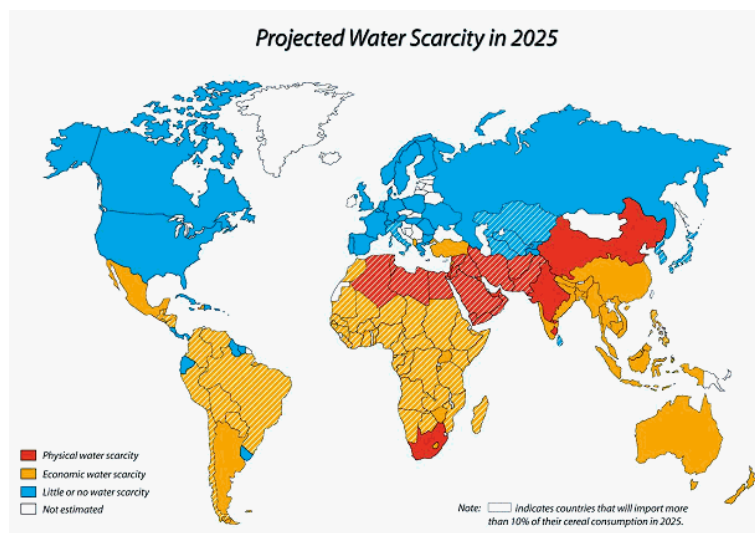 Projected Water Scarcity in 2025
Physical water scarcity
Economic water scarcity
Little or no water scarcity
Not estimated
Note: indicates countries that will import more
than 10% of their cereal consumption in 2025.